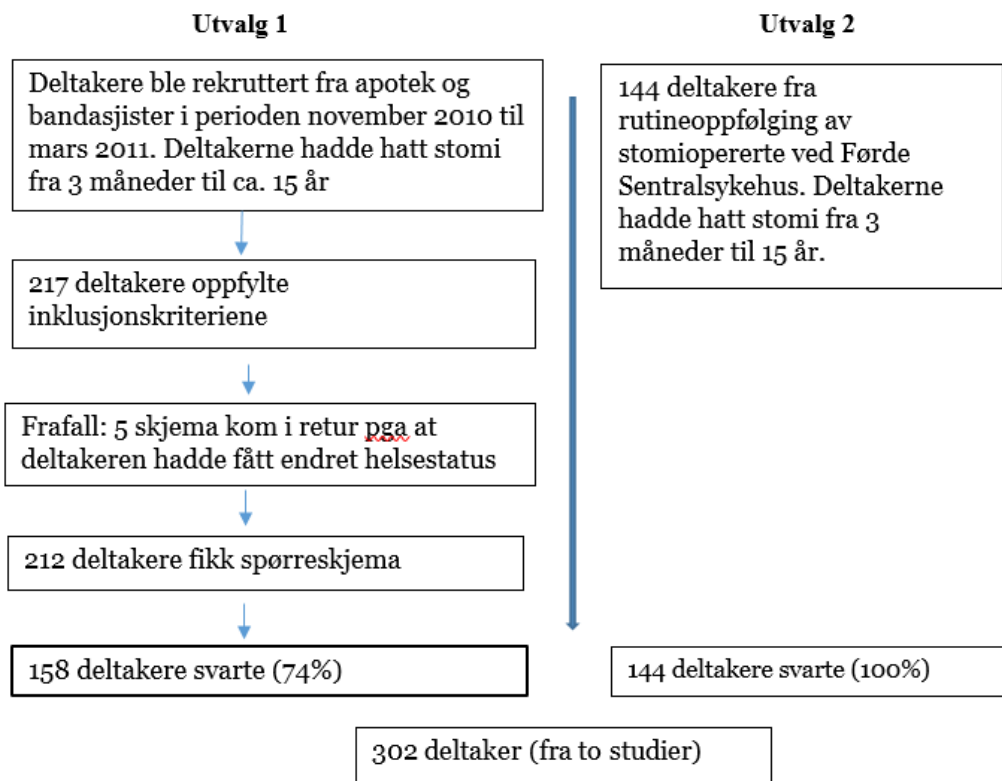 Utvalg 1
Deltakere ble rekruttert fra apotek og
bandasjister i perioden november 2010 til
mars 2011. Deltakerne hadde hatt stomi
fra 3 måneder til ca. 15 år
217 deltakere oppfylte
inklusjonskriteriene
Frafall: 5 skjema kom i retur pga at
deltakeren hadde fått endret helsestatus
212 deltakere fikk spørreskjema
158 deltakere svarte (74%)
Utvalg 2
144 deltakere fra
rutineoppfølging av
stomiopererte ved Førde
Sentralsykehus. Deltakerne
hadde hatt stomi fra 3
måneder til 15 år.
144 deltakere svarte (100%)
302 deltaker (fra to studier)